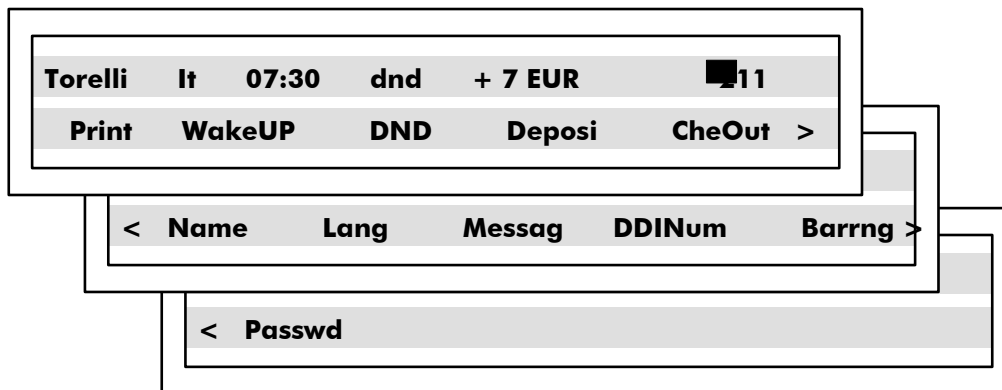 Torelli It 07:30 dnd + 7 EUR 11
Print WakeUP DND Deposi CheOut >
< Name Lang Messag DDINum Barrng >
< Passwd